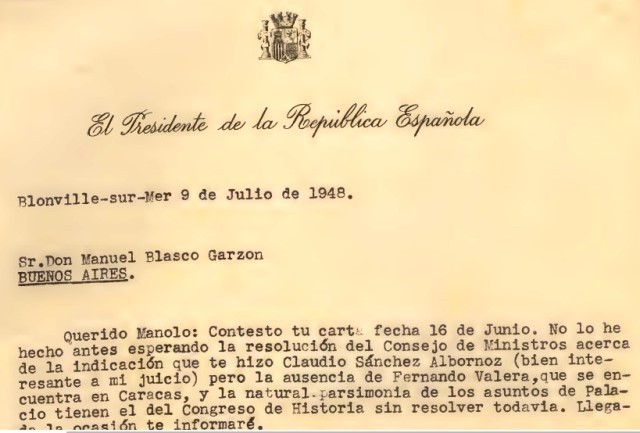 El Presidente de la República Española
Blonville-sur-Mer 9 de Julio de 1948.
Sr.Don Manuel Blasco Garzon
BUENOS AIRES.
Querido Manolo: Contesto tu carta fecha 16 de Junio. No lo he
hecho antes esperando la resolución del Consejo de Ministros acerca
de la indicación que te hizo Claudio Sánchez Albornoz (bien inte-
resante a mi juicio) pero la ausencia de Fernando Valera,que se en-
cuentra en Caracas, y la natural parsimonia de los asuntos de Pala-
cio tienen el del Congreso de Historia sin resolver todavia. Llega-
da la ocasión te informaré.